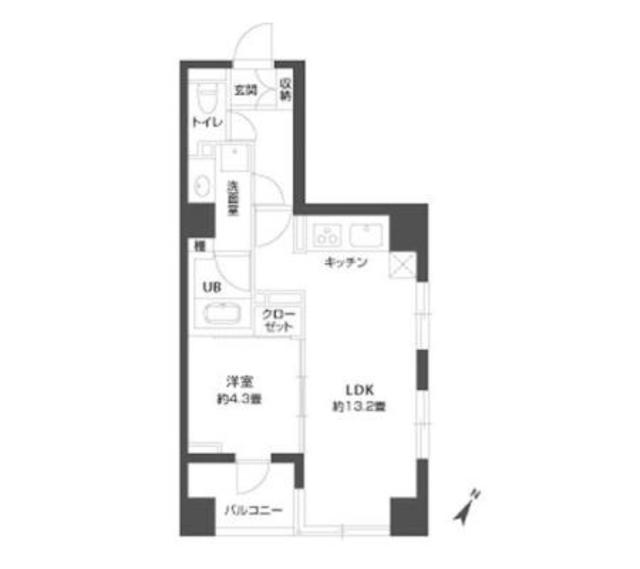 玄関
収
納
トイレ
洗面室
棚
キッチン
UB
クロー
ゼット
洋室
約4.3畳
LDK
約13.2畳
バルコニー
N